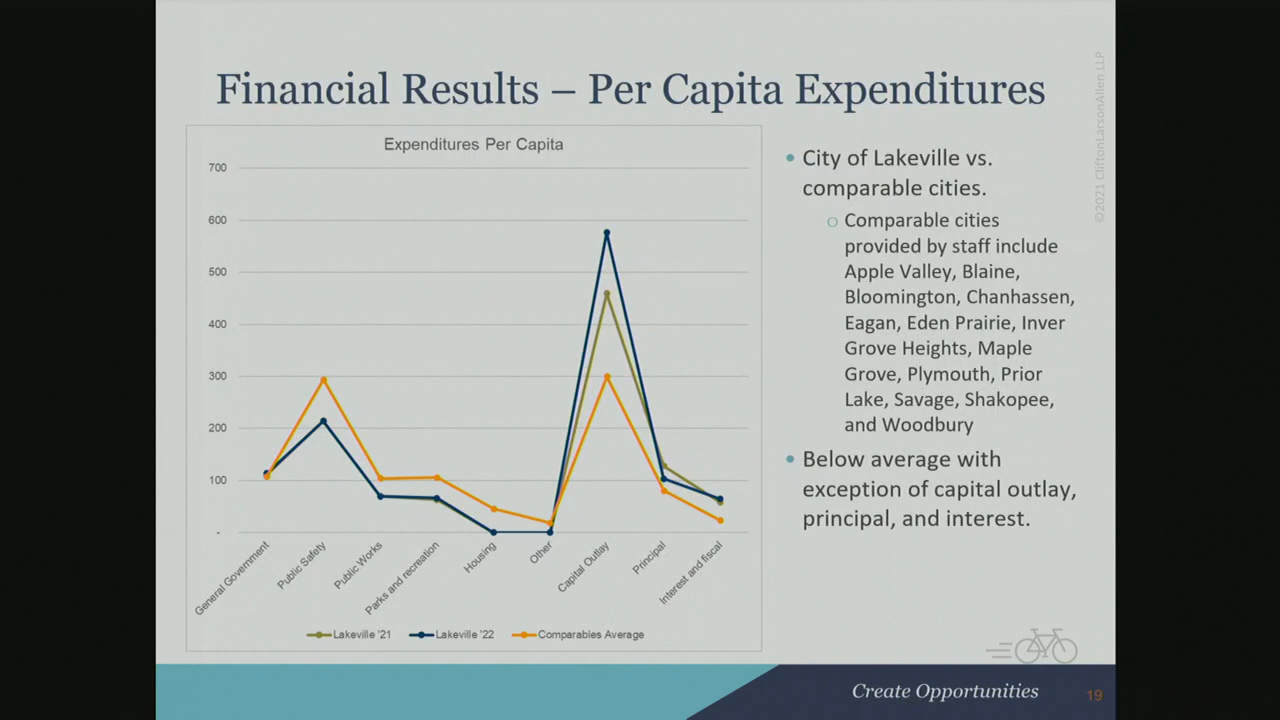 Financial Results – Per Capita Expenditures
©2021 CliftonLarsonAllen LLP
Expenditures Per Capita
700
600
500
400
300
200
100
-
General Government
Public Safety
Public Works
Parks and recreation
Housing
Other
Capital Outlay
Principal
Interest and fiscal
Lakeville '21
Lakeville '22
Comparables Average
• City of Lakeville vs.
comparable cities.
o Comparable cities
provided by staff include
Apple Valley, Blaine,
Bloomington, Chanhassen,
Eagan, Eden Prairie, Inver
Grove Heights, Maple
Grove, Plymouth, Prior
Lake, Savage, Shakopee,
and Woodbury
• Below average with
exception of capital outlay,
principal, and interest.
Create Opportunities
19